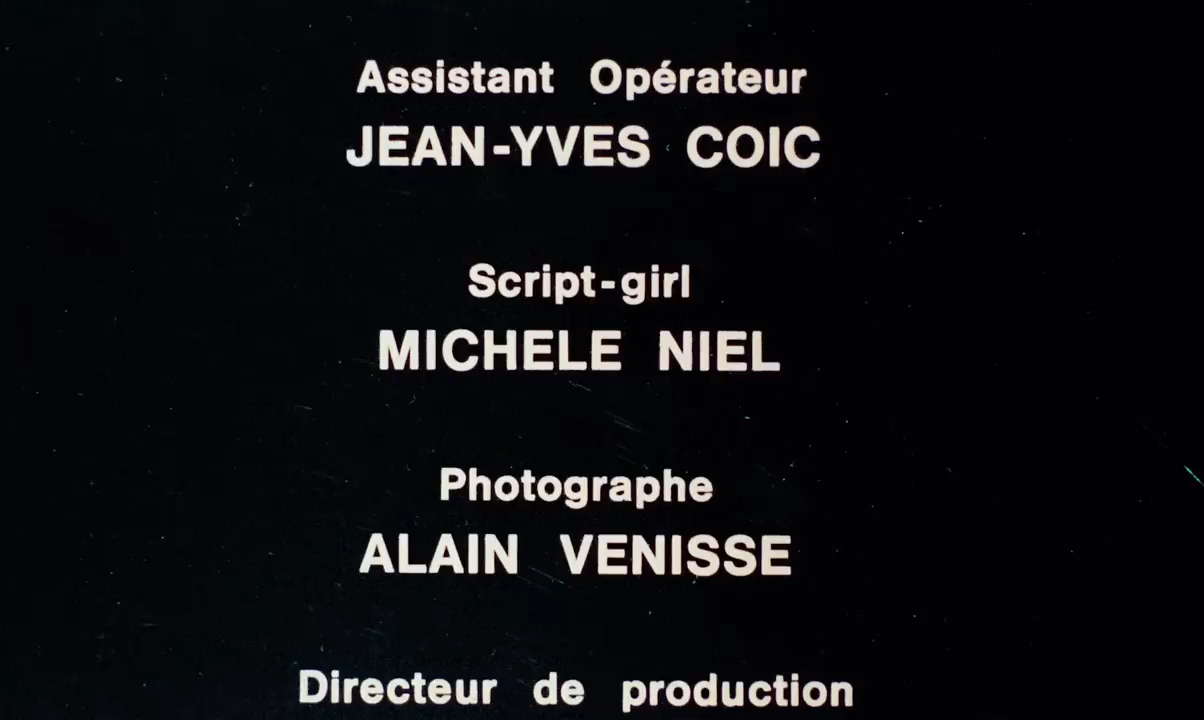 Assistant Opérateur
JEAN-YVES COIC
Script-girl
MICHELE NIEL
Photographe
ALAIN VENISSE
Directeur de production